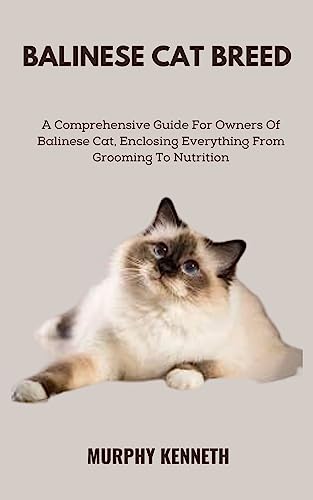 BALINESE CAT BREED
A Comprehensive Guide For Owners Of
Balinese Cat, Enclosing Everything From
Grooming To Nutrition
MURPHY KENNETH